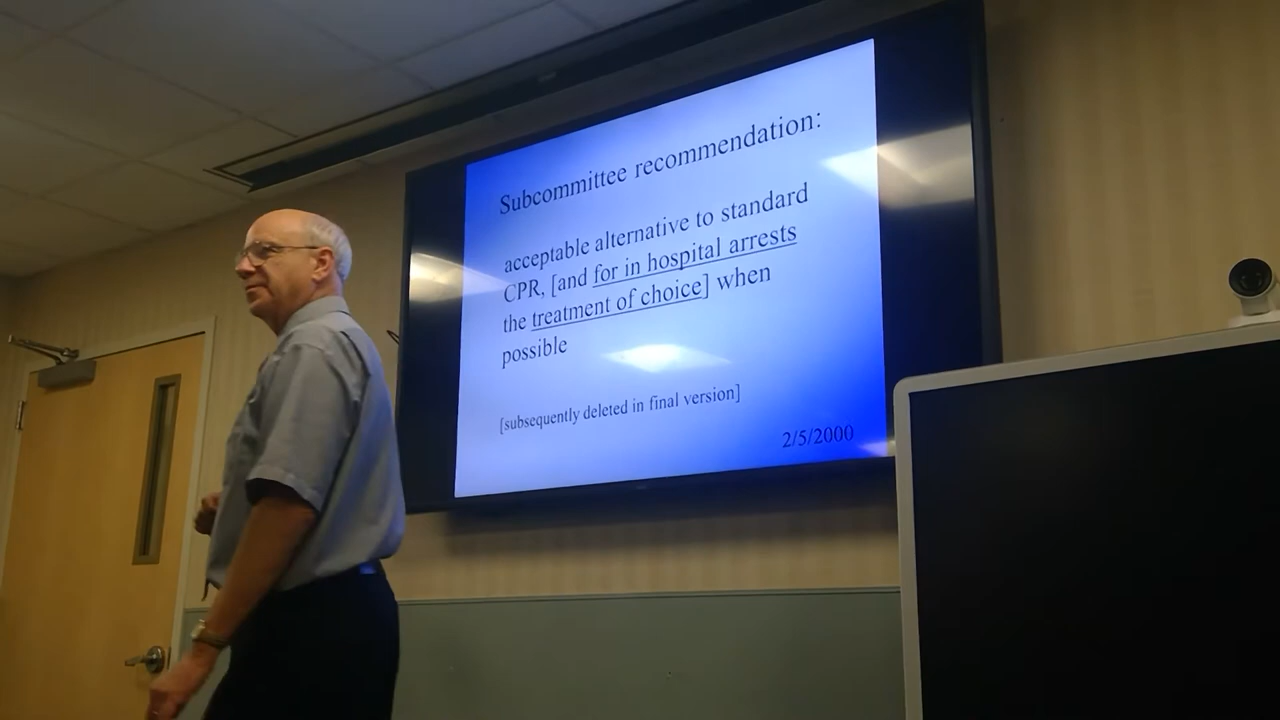 Subcommittee recommendation:
acceptable alternative to standard
CPR, [and for in hospital arrests
the treatment of choice] when
possible
[subsequently deleted in final version]
2/5/2000